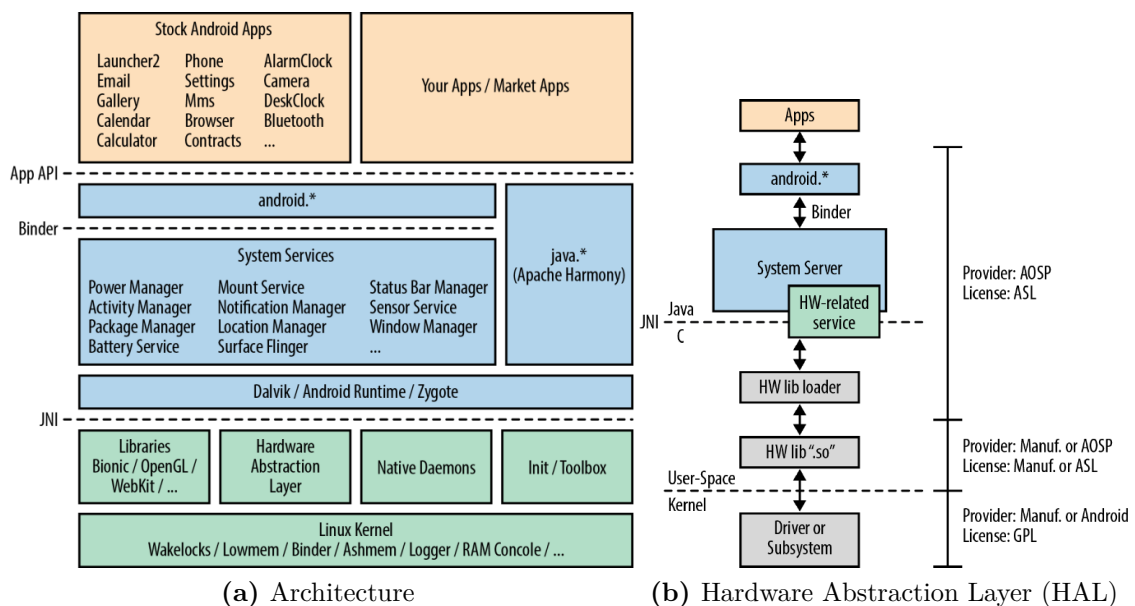 Stock Android Apps
Launcher2 Phone AlarmClock
Email Settings Camera
Gallery Mms DeskClock
Calendar Browser Bluetooth
Calculator Contracts ...
Your Apps / Market Apps
App API
android.*
Binder
System Services
Power Manager Mount Service Status Bar Manager
Activity Manager Notification Manager Sensor Service
Package Manager Location Manager Window Manager
Battery Service Surface Flinger ...
java.*
(Apache Harmony)
Dalvik / Android Runtime / Zygote
JNI
Libraries
Bionic / OpenGL /
WebKit / ...
Hardware
Abstraction
Layer
Native Daemons
Init / Toolbox
Linux Kernel
Wakelocks / Lowmem / Binder / Ashmem / Logger / RAM Concole / ...
(a) Architecture
Apps
android.*
Binder
System Server
HW-related
service
JNI
Java
C
HW lib loader
HW lib “.so”
User-Space
Kernel
Driver or
Subsystem
Provider: AOSP
License: ASL
Provider: Manuf. or AOSP
License: Manuf. or ASL
Provider: Manuf. or Android
License: GPL
(b) Hardware Abstraction Layer (HAL)